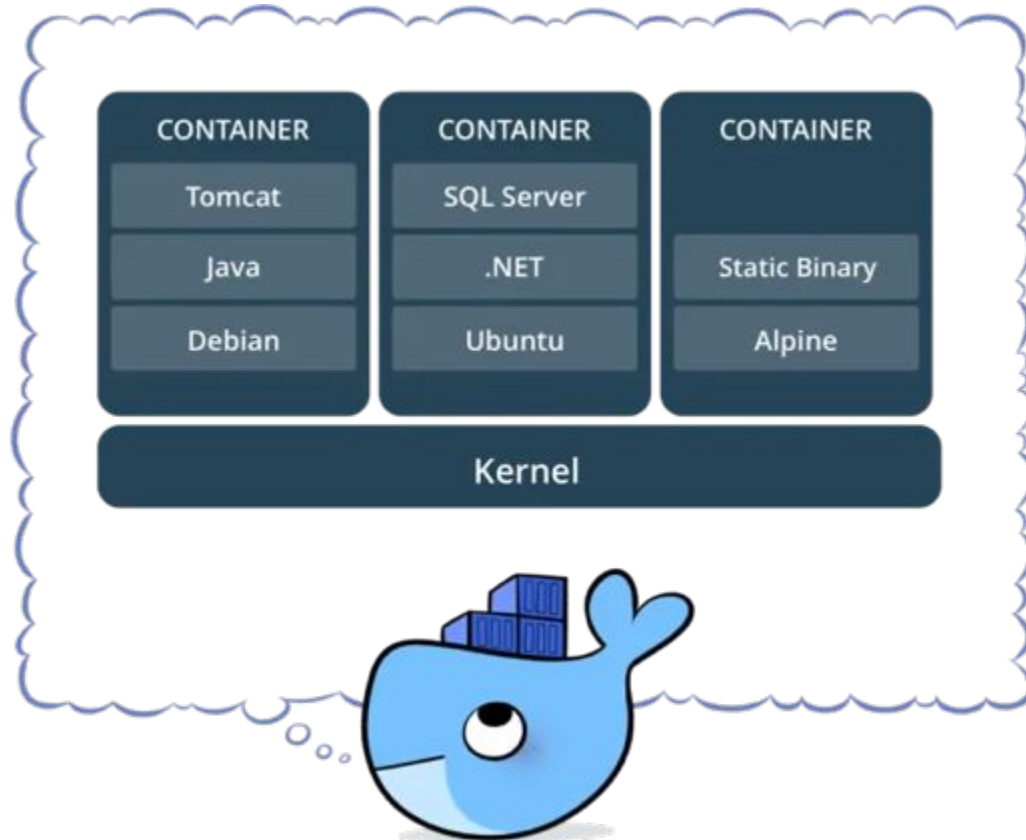 CONTAINER
Tomcat
Java
Debian
CONTAINER
SQL Server
.NET
Ubuntu
CONTAINER
Static Binary
Alpine
Kernel